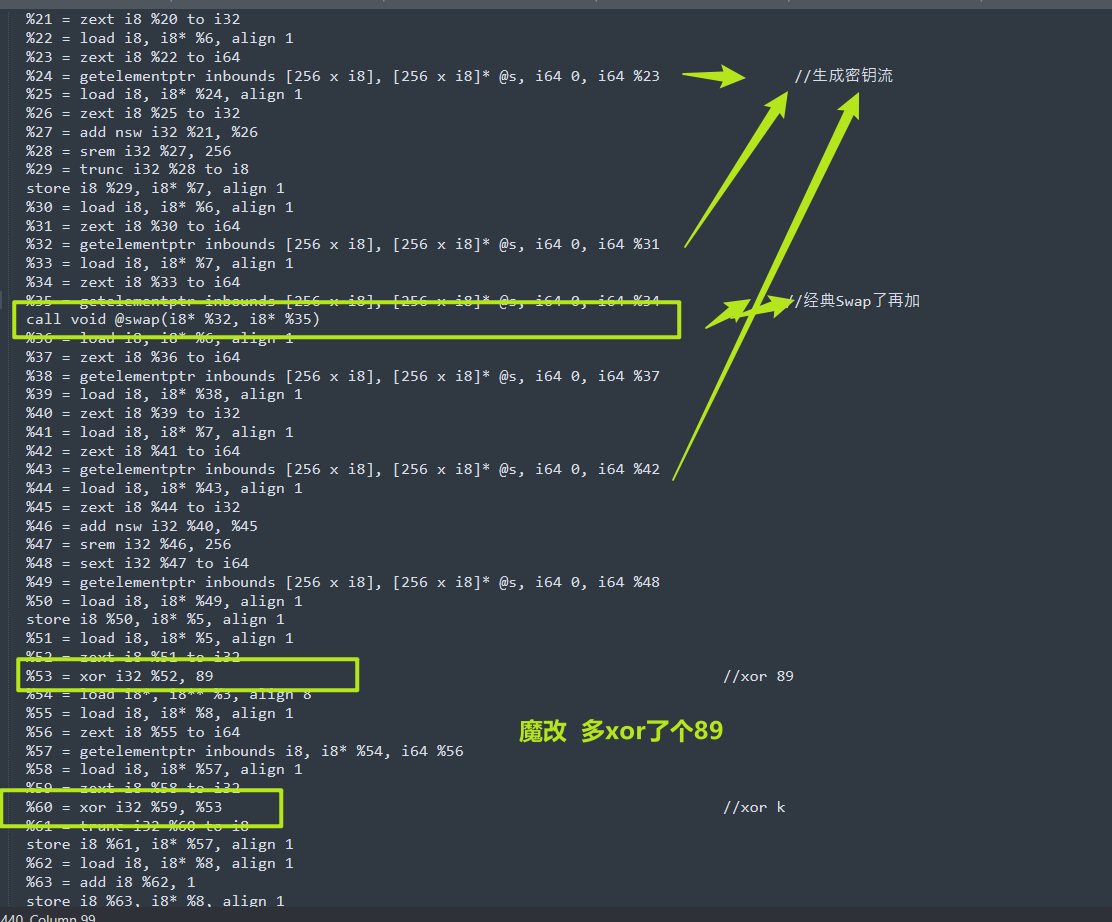 %21 = zext i8 %20 to i32
%22 = load i8, i8* %6, align 1
%23 = zext i8 %22 to i64
%24 = getelementptr inbounds [256 x i8], [256 x i8]* @s, i64 0, i64 %23 //生成密钥流
%25 = load i8, i8* %24, align 1
%26 = zext i8 %25 to i32
%27 = add nsw i32 %21, %26
%28 = srem i32 %27, 256
%29 = trunc i32 %28 to i8
store i8 %29, i8* %7, align 1
%30 = load i8, i8* %6, align 1
%31 = zext i8 %30 to i64
%32 = getelementptr inbounds [256 x i8], [256 x i8]* @s, i64 0, i64 %31
%33 = load i8, i8* %7, align 1
%34 = zext i8 %33 to i64
%35 = getelementptr inbounds [256 x i8], [256 x i8]* @s, i64 0, i64 %34 //经典Swap了再加
call void @swap(i8* %32, i8* %35)
%36 = load i8, i8* %6, align 1
%37 = zext i8 %36 to i64
%38 = getelementptr inbounds [256 x i8], [256 x i8]* @s, i64 0, i64 %37
%39 = load i8, i8* %38, align 1
%40 = zext i8 %39 to i32
%41 = load i8, i8* %7, align 1
%42 = zext i8 %41 to i64
%43 = getelementptr inbounds [256 x i8], [256 x i8]* @s, i64 0, i64 %42
%44 = load i8, i8* %43, align 1
%45 = zext i8 %44 to i32
%46 = add nsw i32 %40, %45
%47 = srem i32 %46, 256
%48 = sext i32 %47 to i64
%49 = getelementptr inbounds [256 x i8], [256 x i8]* @s, i64 0, i64 %48
%50 = load i8, i8* %49, align 1
store i8 %50, i8* %5, align 1
%51 = load i8, i8* %5, align 1
%52 = zext i8 %51 to i32
%53 = xor i32 %52, 89 //xor 89
%54 = load i8*, i8** %3, align 8
%55 = load i8, i8* %8, align 1
%56 = zext i8 %55 to i64
魔改 多xor了个89
%57 = getelementptr inbounds i8, i8* %54, i64 %56
%58 = load i8, i8* %57, align 1
%59 = zext i8 %58 to i32
%60 = xor i32 %59, %53 //xor k
%61 = trunc i32 %60 to i8
store i8 %61, i8* %57, align 1
%62 = load i8, i8* %8, align 1
%63 = add i8 %62, 1
store i8 %63, i8* %8, align 1
440, Column 99